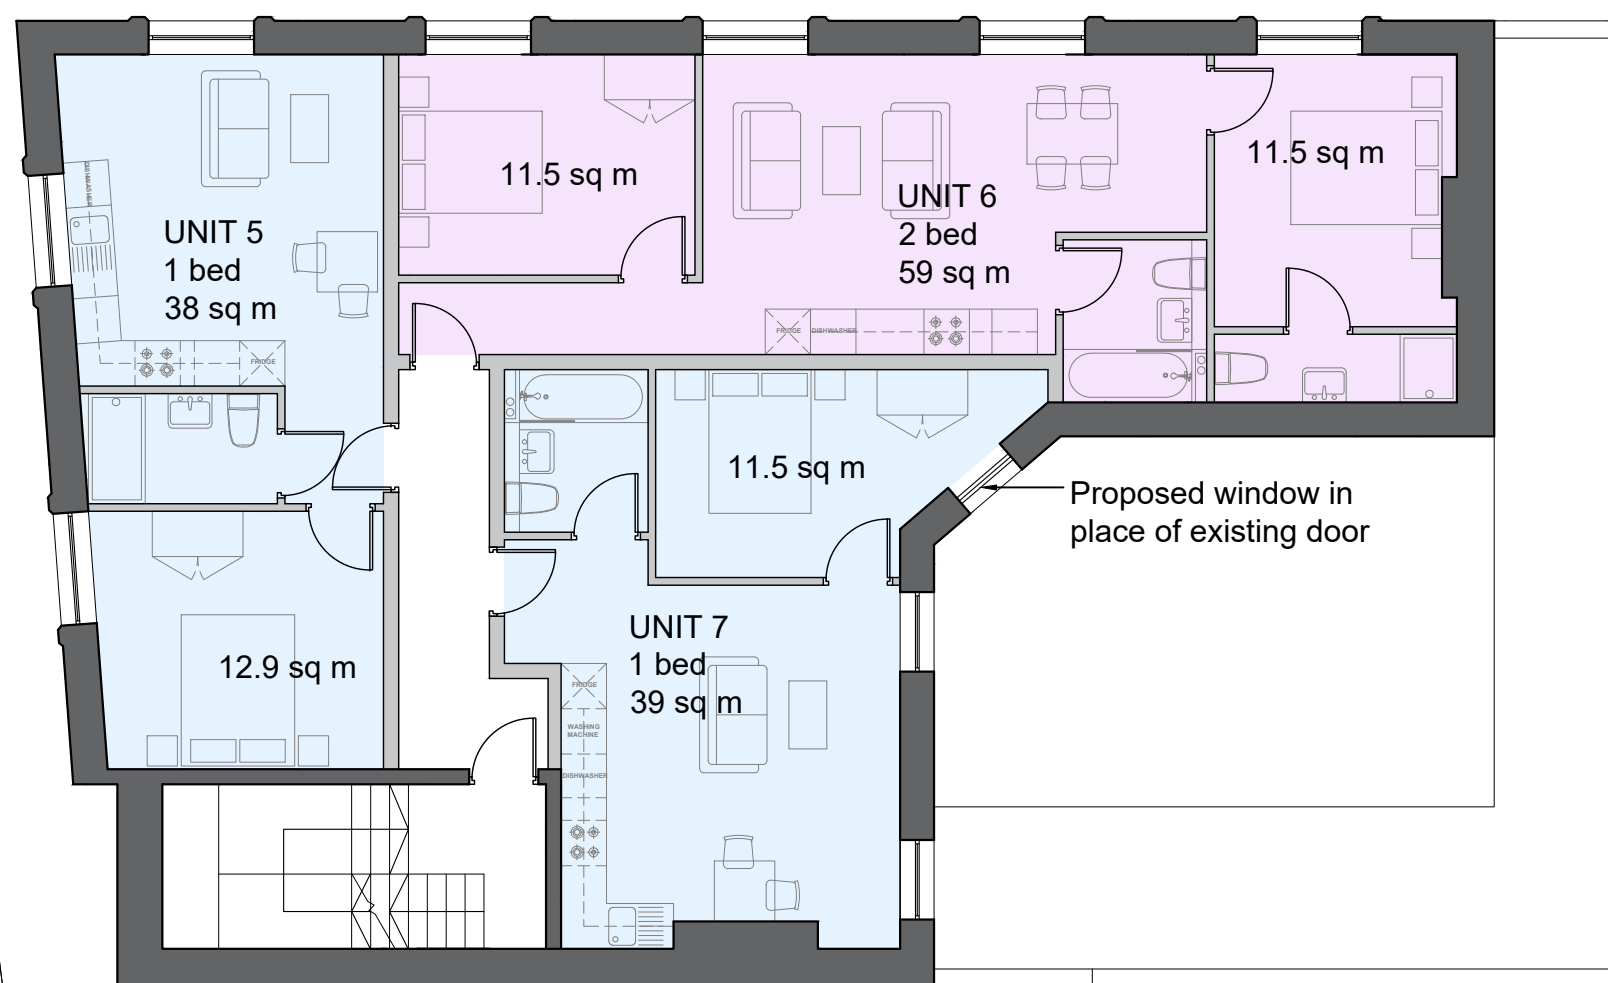 11.5 sq m
11.5 sq m
UNIT 6
2 bed
59 sq m
DISHWASHER
UNIT 5
1 bed
38 sq m
FRIDGE
DISHWASHER
FRIDGE
11.5 sq m
Proposed window in
place of existing door
UNIT 7
1 bed
39 sq m
12.9 sq m
FRIDGE
WASHING
MACHINE
DISHWASHER